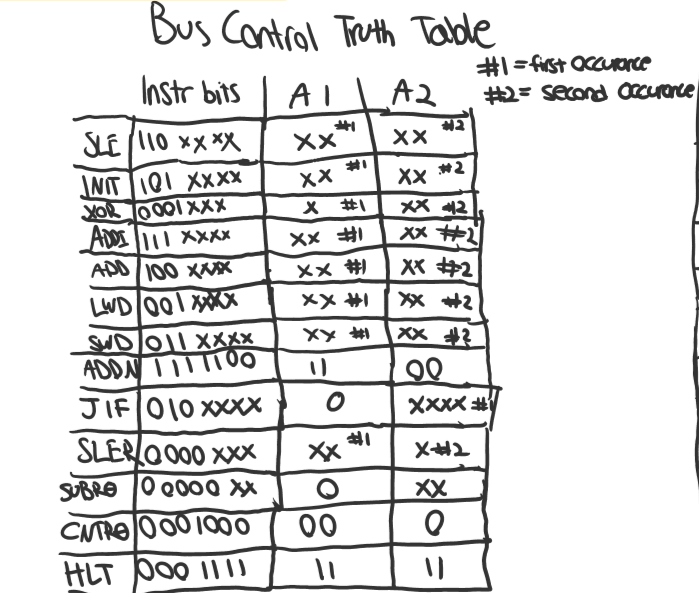 Bus Control Truth Table
#1 = first occurance
#2 = second occurance
Instr bits A1 A2
SLE 110 xxxx xx #1 xx #2
INIT 101 xxxx xx #1 xx #2
XOR 0001xxx x #1 xx #2
ADDI 111 xxxx xx #1 xx #2
ADD 100 xxxx xx #1 xx #2
LWD 001 xxxx xx #1 xx #2
SWD 011 xxxx xx #1 xx #2
ADDN 1111100 11 00
JIF 010 xxxx 0 xxxx #1
SLER 0000 xxx xx #1 x #2
SUBR0 00000 xx 0 xx
CNTR0 0001000 00 0
HLT 000 1111 11 11